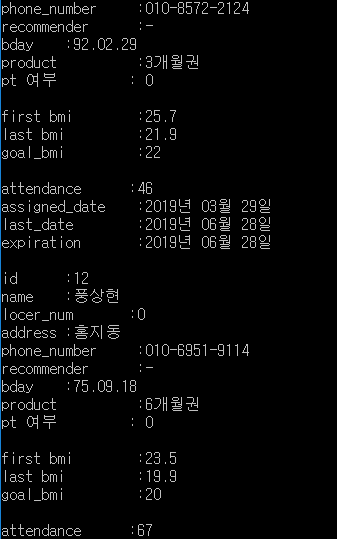 phone_number :010-8572-2124
recommender :-
bday :92.02.29
product :3개월권
pt 여부 : 0
first bmi :25.7
last bmi :21.9
goal_bmi :22
attendance :46
assigned_date :2019년 03월 29일
last_date :2019년 06월 28일
expiration :2019년 06월 28일
id :12
name :풍상현
locer_num :0
address :홍지동
phone_number :010-6951-9114
recommender :-
bday :75.09.18
product :6개월권
pt 여부 : 0
first bmi :23.5
last bmi :19.9
goal_bmi :20
attendance :67